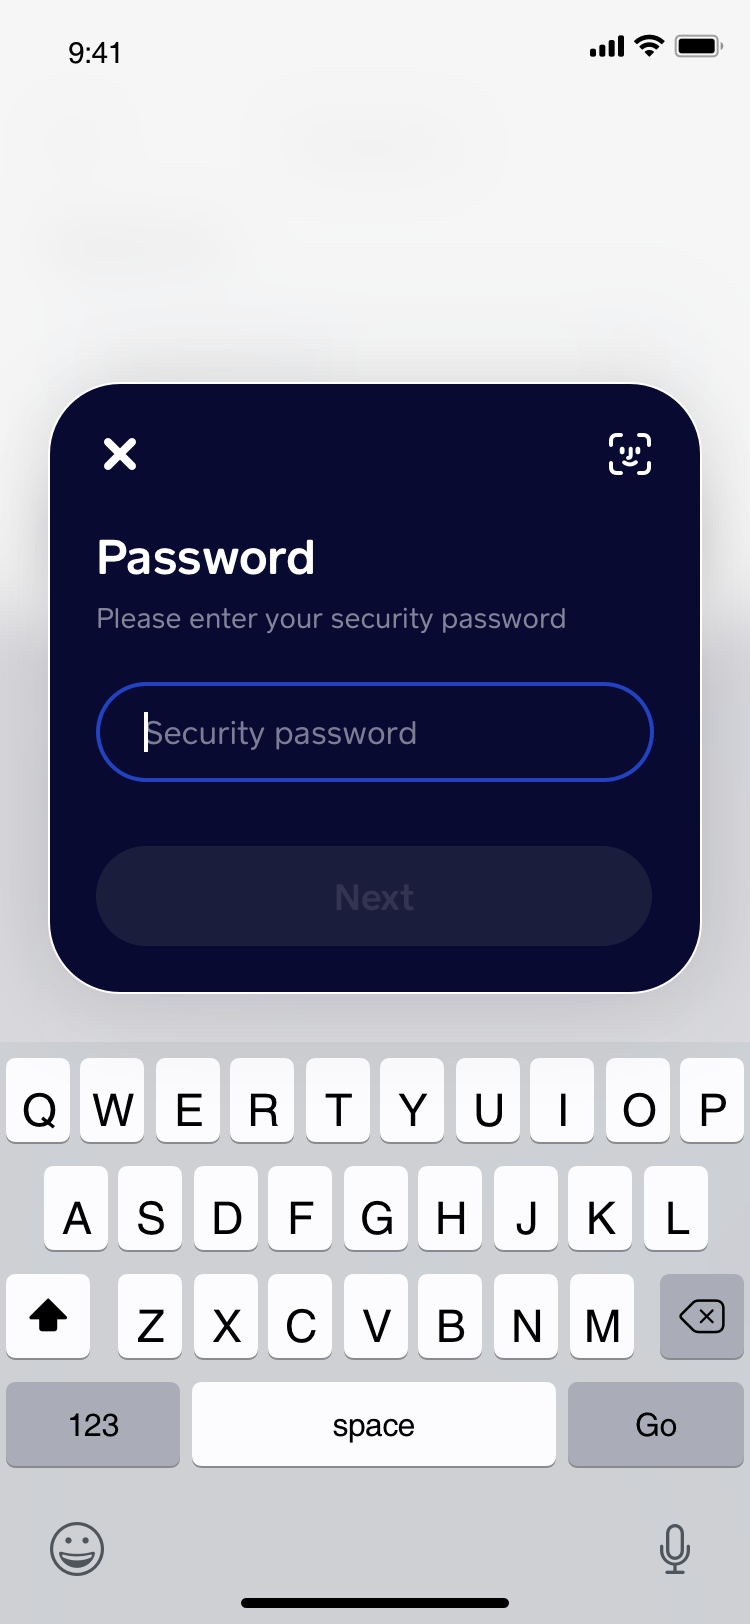 9:41
Password
Please enter your security password
Security password
Next
Q W E R T Y U I O P
A S D F G H J K L
Z X C V B N M
123 space Go